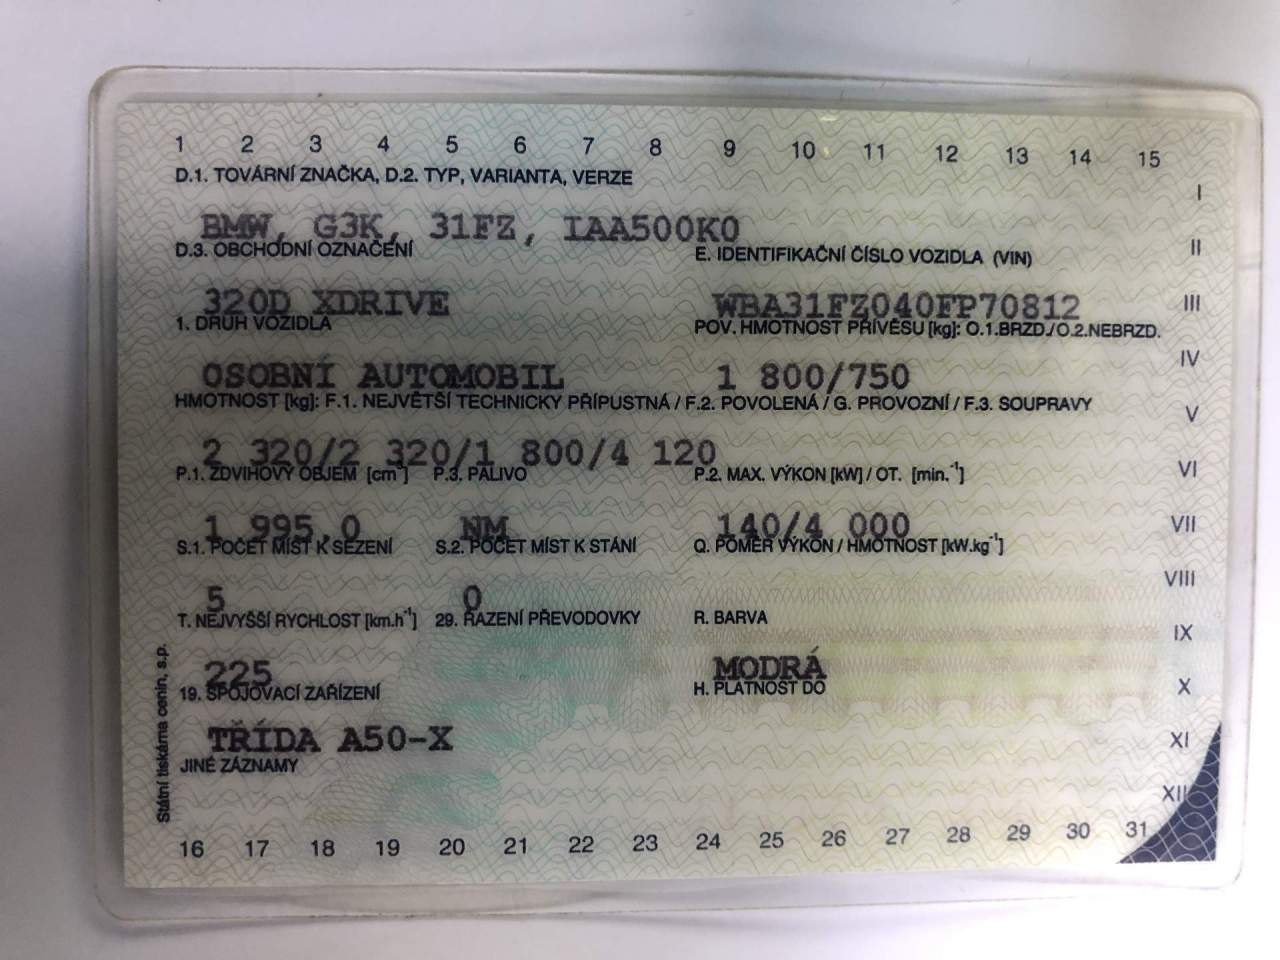 1 2 3 4 5 6 7 8 9 10 11 12 13 14 15
D.1. TOVÁRNÍ ZNAČKA, D.2. TYP, VARIANTA, VERZE
I
BMW, G3K, 31FZ, IAA500K0
D.3. OBCHODNÍ OZNAČENÍ E. IDENTIFIKAČNÍ ČÍSLO VOZIDLA (VIN) II
320D XDRIVE WBA31FZ040FP70812 III
1. DRUH VOZIDLA POV. HMOTNOST PŘÍVĚSU [kg]: O.1.BRZD./O.2.NEBRZD.
IV
OSOBNÍ AUTOMOBIL 1 800/750
HMOTNOST [kg]: F.1. NEJVĚTŠÍ TECHNICKY PŘÍPUSTNÁ / F.2. POVOLENÁ / G. PROVOZNÍ / F.3. SOUPRAVY V
2 320/2 320/1 800/4 120
P.1. ZDVIHOVÝ OBJEM [cm³] P.3. PALIVO P.2. MAX. VÝKON [kW] / OT. [min.⁻¹] VI
1 995,0 NM 140/4 000 VII
S.1. POČET MÍST K SEZENÍ S.2. POČET MÍST K STÁNÍ Q. POMĚR VÝKON / HMOTNOST [kW.kg⁻¹]
VIII
5 0
T. NEJVYŠŠÍ RYCHLOST [km.h⁻¹] 29. ŘAZENÍ PŘEVODOVKY R. BARVA
IX
225 MODRÁ
19. SPOJOVACÍ ZAŘÍZENÍ H. PLATNOST DO X
TŘÍDA A50-X XI
JINÉ ZÁZNAMY
XII
16 17 18 19 20 21 22 23 24 25 26 27 28 29 30 31
Státní tiskárna cenin, s.p.